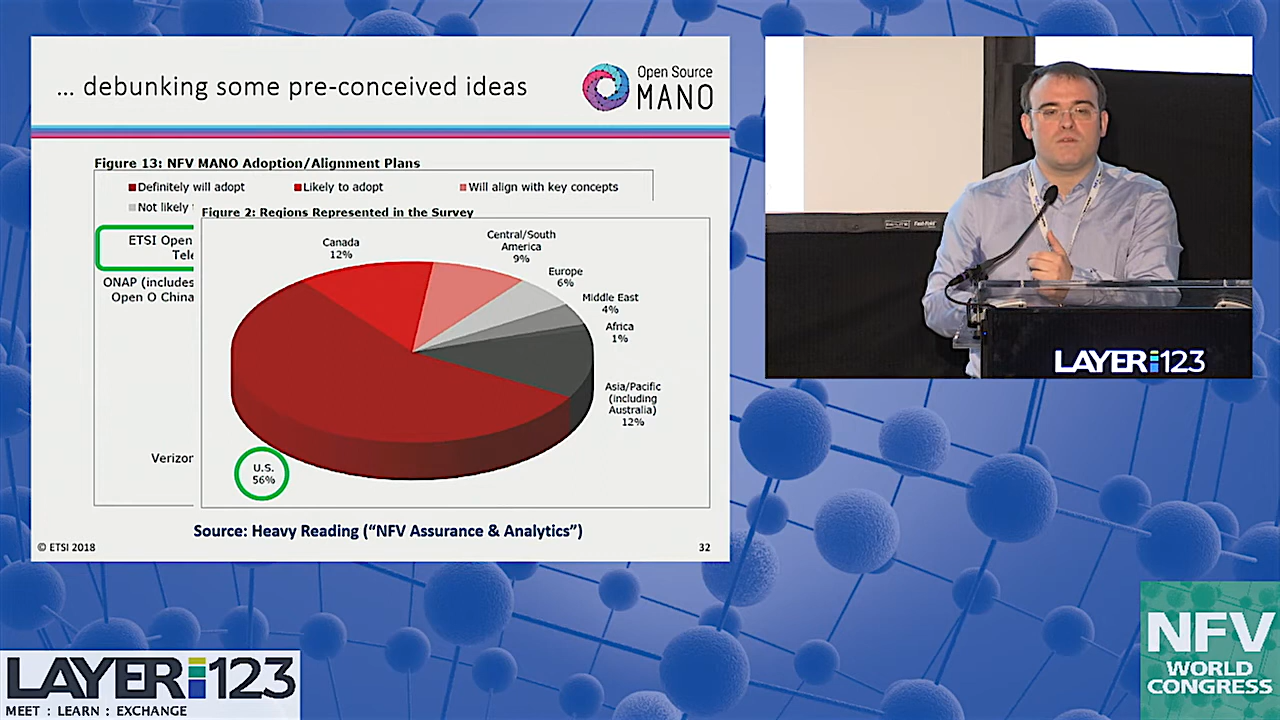 ... debunking some pre-conceived ideas
Open Source
MANO
Figure 13: NFV MANO Adoption/Alignment Plans
Definitely will adopt
Likely to adopt
Will align with key concepts
Not likely
Figure 2: Regions Represented in the Survey
ETSI Open
Tele
ONAP (includes
Open O China
Verizon
Canada
12%
Central/South
America
9%
Europe
6%
Middle East
4%
Africa
1%
Asia/Pacific
(including
Australia)
12%
U.S.
56%
Source: Heavy Reading (“NFV Assurance & Analytics”)
© ETSI 2018
32
LAYER123
LAYER123
MEET : LEARN : EXCHANGE
NFV
WORLD
CONGRESS